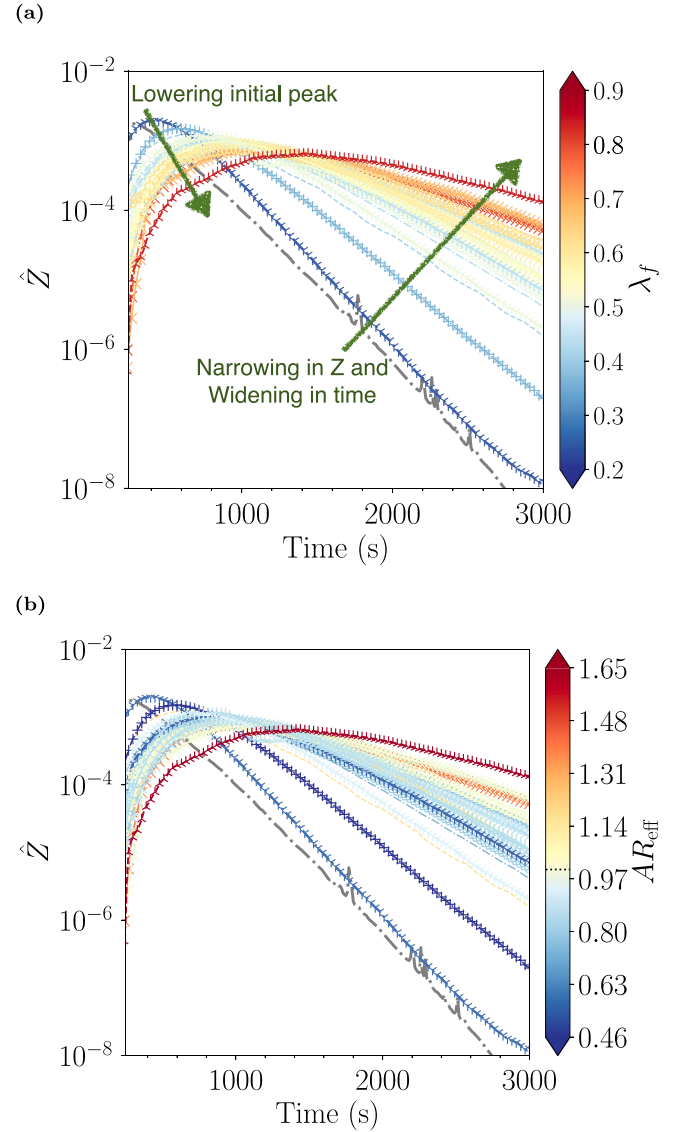 (a)
10⁻²
Lowering initial peak
10⁻⁴
Ẑ
10⁻⁶
Narrowing in Z and
Widening in time
10⁻⁸
1000 2000 3000
Time (s)
0.9
0.8
0.7
0.6
0.5
0.4
0.3
0.2
λ_f
(b)
10⁻²
10⁻⁴
Ẑ
10⁻⁶
10⁻⁸
1000 2000 3000
Time (s)
1.65
1.48
1.31
1.14
0.97
0.80
0.63
0.46
AR_eff